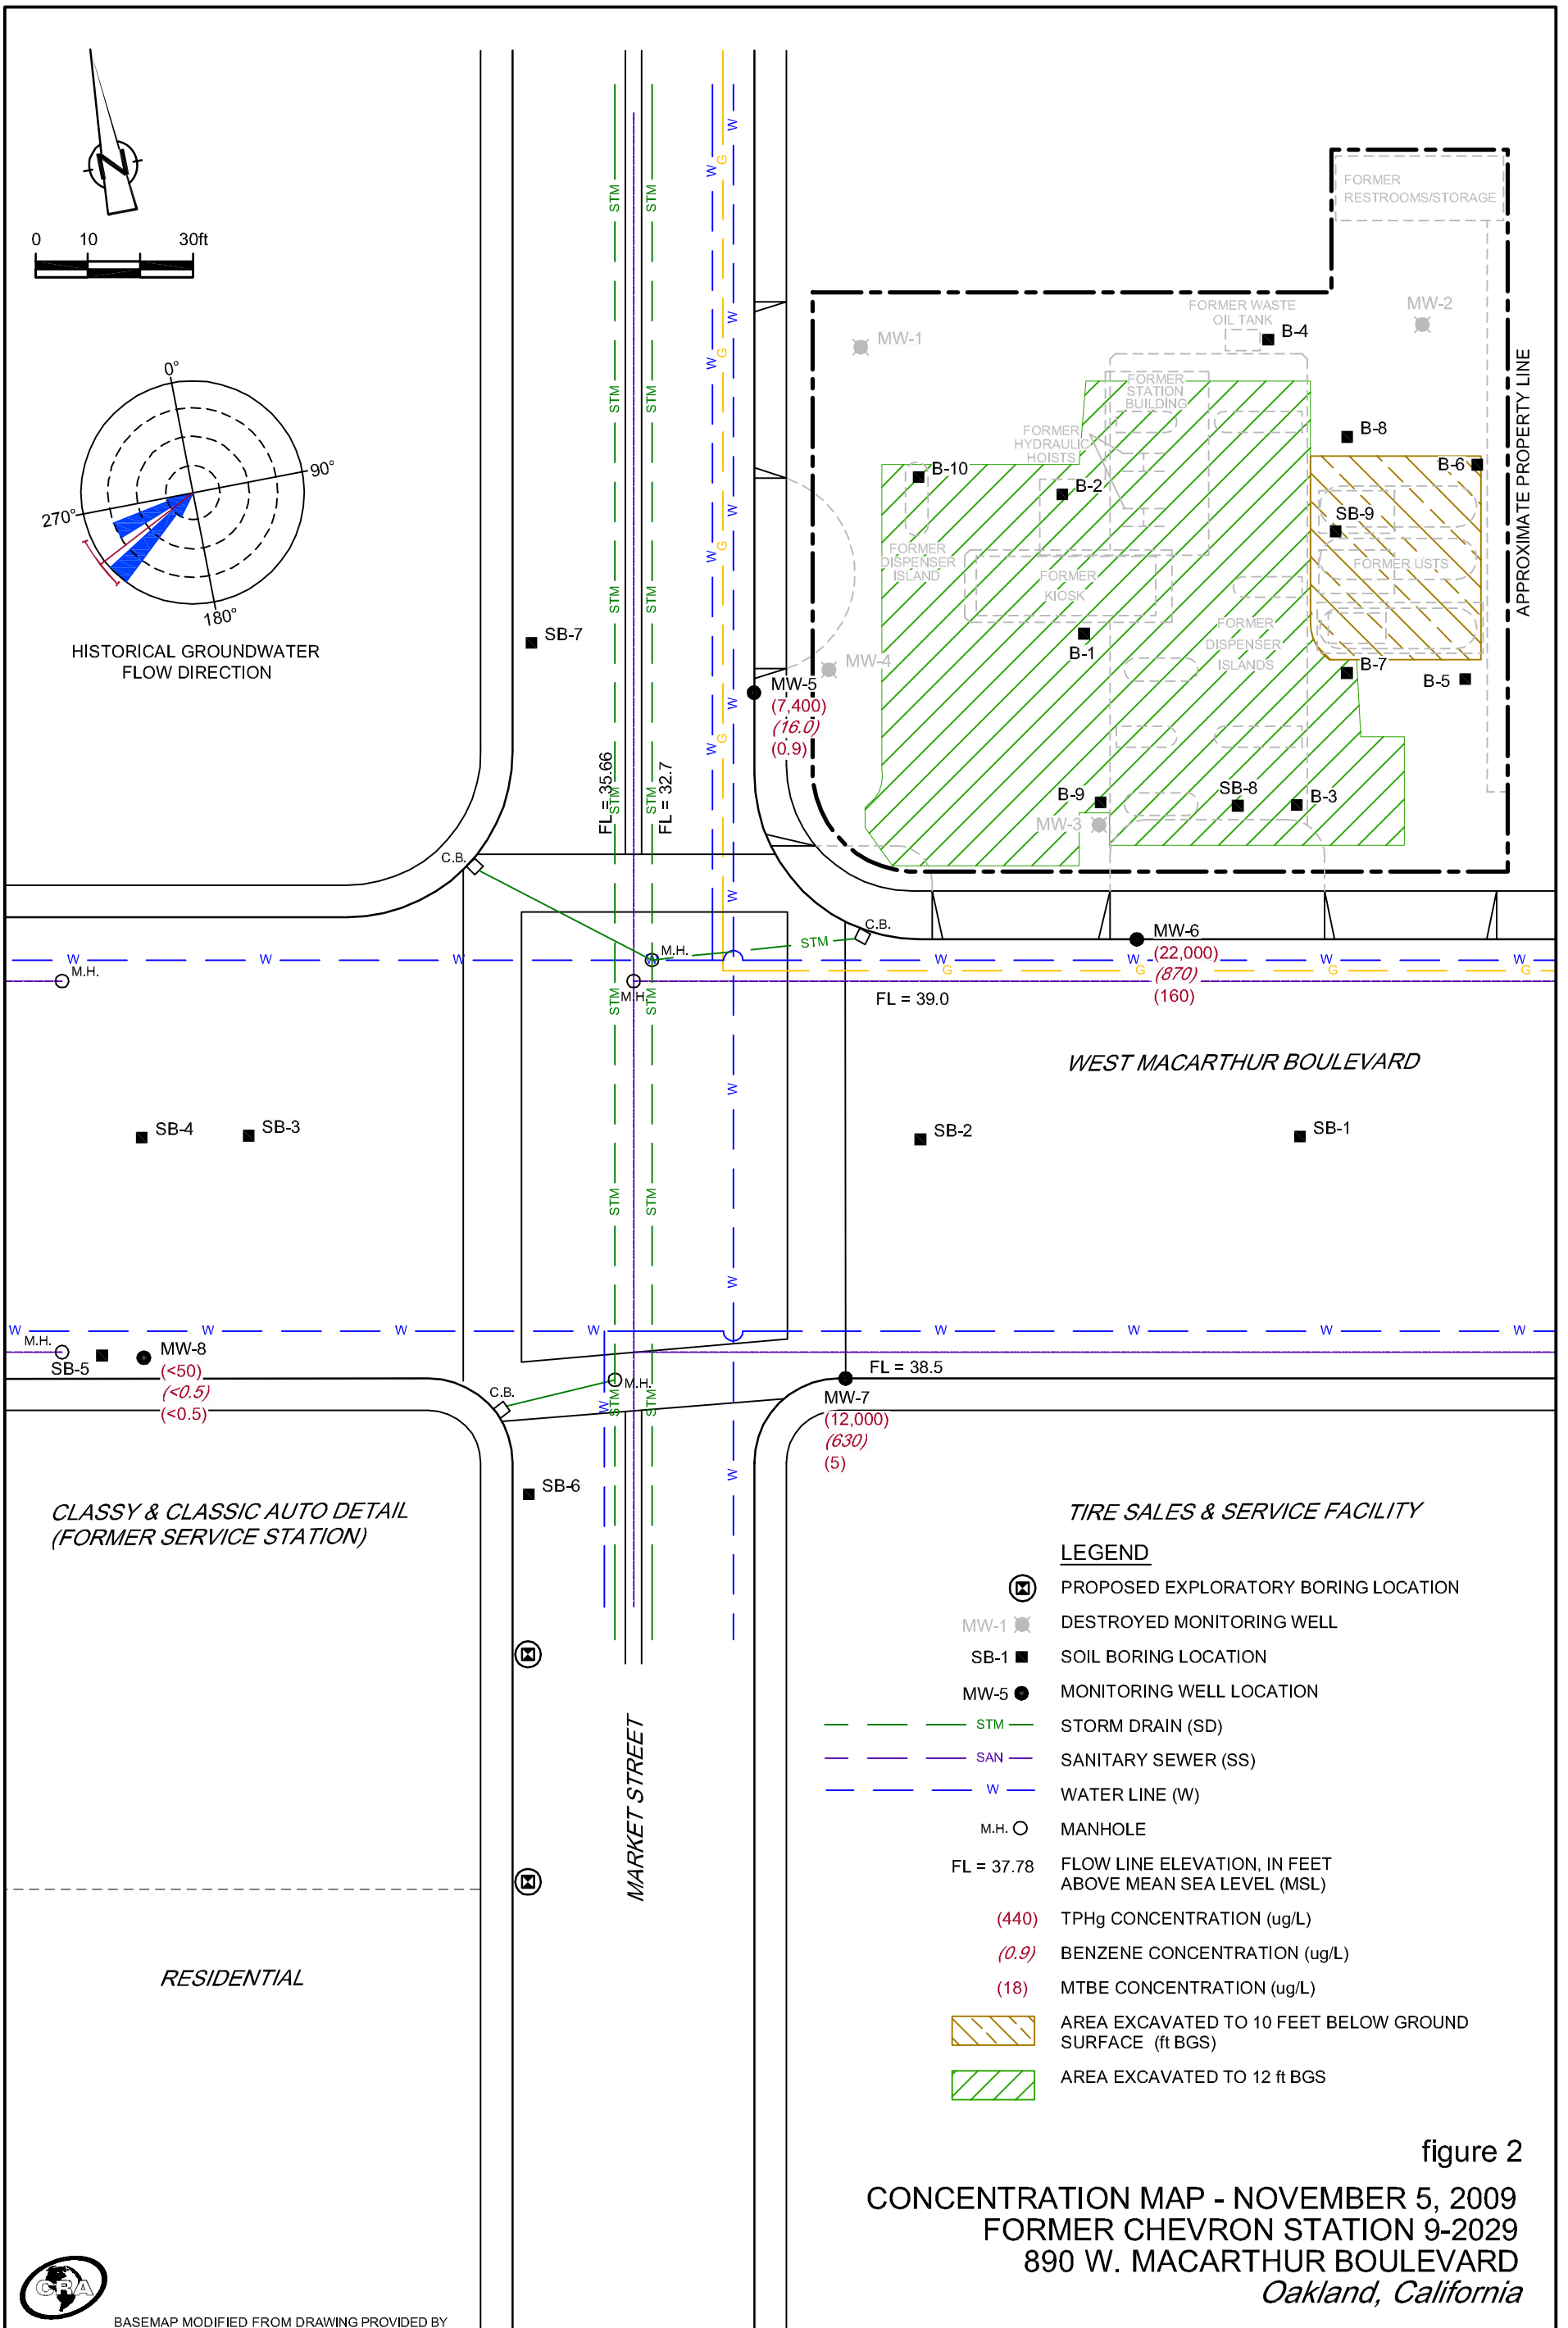 N
0 10 30ft
0°
90°
270°
180°
HISTORICAL GROUNDWATER
FLOW DIRECTION
STM STM W G W
FORMER
RESTROOMS/STORAGE
FORMER WASTE
OIL TANK
MW-1
MW-2
B-4
FORMER
STATION
BUILDING
FORMER
HYDRAULIC
HOISTS
B-8
B-6
B-10
B-2
SB-9
FORMER
DISPENSER
ISLAND
FORMER
KIOSK
FORMER USTS
APPROXIMATE PROPERTY LINE
B-1
FORMER
DISPENSER
ISLANDS
SB-7
MW-4
MW-5
(7,400)
(16.0)
(0.9)
B-7
B-5
FL = 35.66
FL = 32.7
B-9
SB-8
B-3
MW-3
C.B.
C.B.
M.H.
STM
M.H.
M.H.
MW-6
(22,000)
(870)
(160)
FL = 39.0
WEST MACARTHUR BOULEVARD
SB-4
SB-3
SB-2
SB-1
M.H.
SB-5
MW-8
(<50)
(<0.5)
(<0.5)
C.B.
M.H.
FL = 38.5
MW-7
(12,000)
(630)
(5)
SB-6
CLASSY & CLASSIC AUTO DETAIL
(FORMER SERVICE STATION)
TIRE SALES & SERVICE FACILITY
MARKET STREET
RESIDENTIAL
LEGEND
PROPOSED EXPLORATORY BORING LOCATION
MW-1 DESTROYED MONITORING WELL
SB-1 SOIL BORING LOCATION
MW-5 MONITORING WELL LOCATION
STM STORM DRAIN (SD)
SAN SANITARY SEWER (SS)
W WATER LINE (W)
M.H. MANHOLE
FL = 37.78 FLOW LINE ELEVATION, IN FEET
ABOVE MEAN SEA LEVEL (MSL)
(440) TPHg CONCENTRATION (ug/L)
(0.9) BENZENE CONCENTRATION (ug/L)
(18) MTBE CONCENTRATION (ug/L)
AREA EXCAVATED TO 10 FEET BELOW GROUND
SURFACE (ft BGS)
AREA EXCAVATED TO 12 ft BGS
figure 2
CONCENTRATION MAP - NOVEMBER 5, 2009
FORMER CHEVRON STATION 9-2029
890 W. MACARTHUR BOULEVARD
Oakland, California
CRA
BASEMAP MODIFIED FROM DRAWING PROVIDED BY